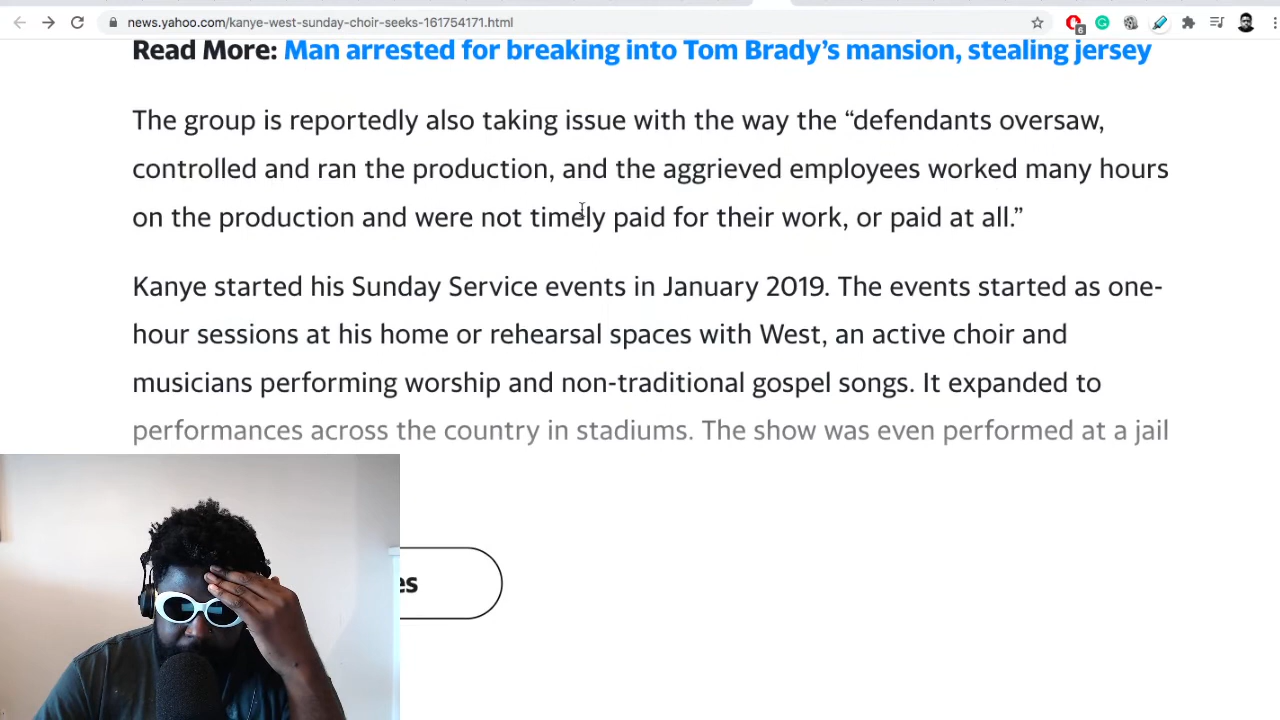 news.yahoo.com/kanye-west-sunday-choir-seeks-161754171.html
6
Read More: Man arrested for breaking into Tom Brady’s mansion, stealing jersey
The group is reportedly also taking issue with the way the “defendants oversaw,
controlled and ran the production, and the aggrieved employees worked many hours
on the production and were not timely paid for their work, or paid at all.”
Kanye started his Sunday Service events in January 2019. The events started as one-
hour sessions at his home or rehearsal spaces with West, an active choir and
musicians performing worship and non-traditional gospel songs. It expanded to
performances across the country in stadiums. The show was even performed at a jail
es